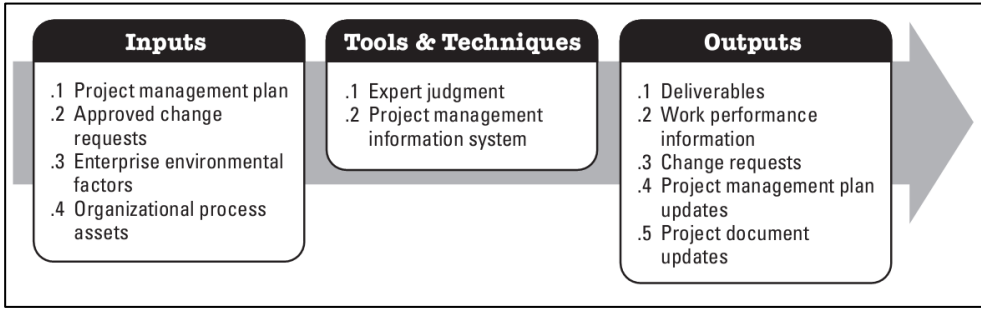 Inputs
.1 Project management plan
.2 Approved change
requests
.3 Enterprise environmental
factors
.4 Organizational process
assets
Tools & Techniques
.1 Expert judgment
.2 Project management
information system
Outputs
.1 Deliverables
.2 Work performance
information
.3 Change requests
.4 Project management plan
updates
.5 Project document
updates